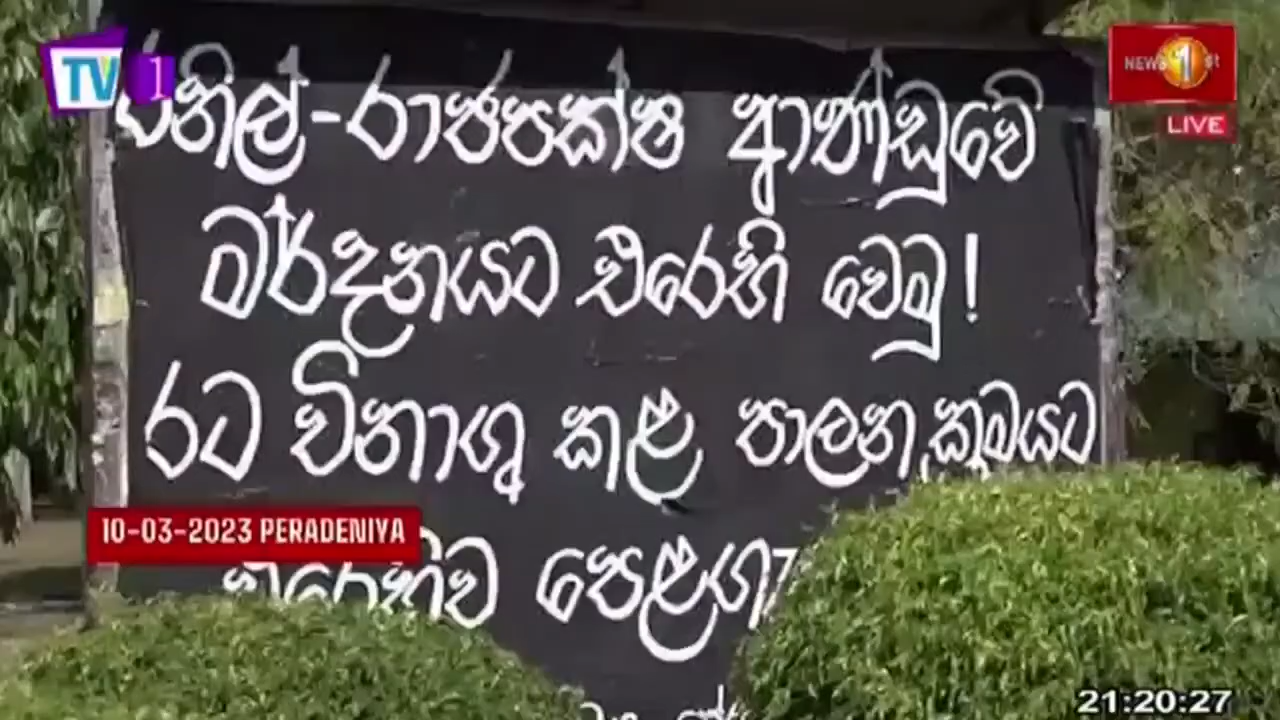 TV 1
NEWS 1st
LIVE
රනිල්-රාජපක්ෂ ආණ්ඩුවේ
මර්දනයට එරෙහි වෙමු!
රට විනාශ කළ පාලන ක්‍රමයට
එරෙහිව පෙළග
10-03-2023 PERADENIYA
21:20:27